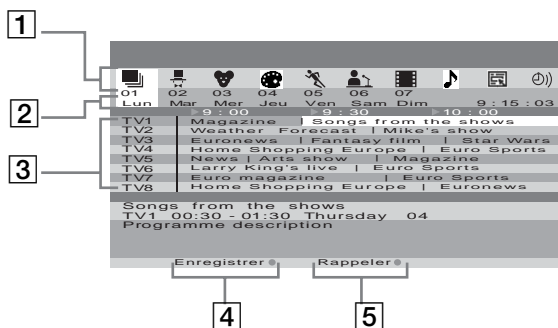 1
01 02 03 04 05 06 07
2 Lun Mar Mer Jeu Ven Sam Dim 9:15:03
9:00 9:30 10:00
TV1 Magazine | Songs from the shows
TV2 Weather Forecast | Mike's show
TV3 Euronews | Fantasy film | Star Wars
TV4 Home Shopping Europe | Euro Sports
3 TV5 News | Arts show | Magazine
TV6 Larry King's live | Euro Sports
TV7 Euro magazine | Euro Sports
TV8 Home Shopping Europe | Euronews
Songs from the shows
TV1 00:30 - 01:30 Thursday 04
Programme description
Enregistrer Rappeler
4 5